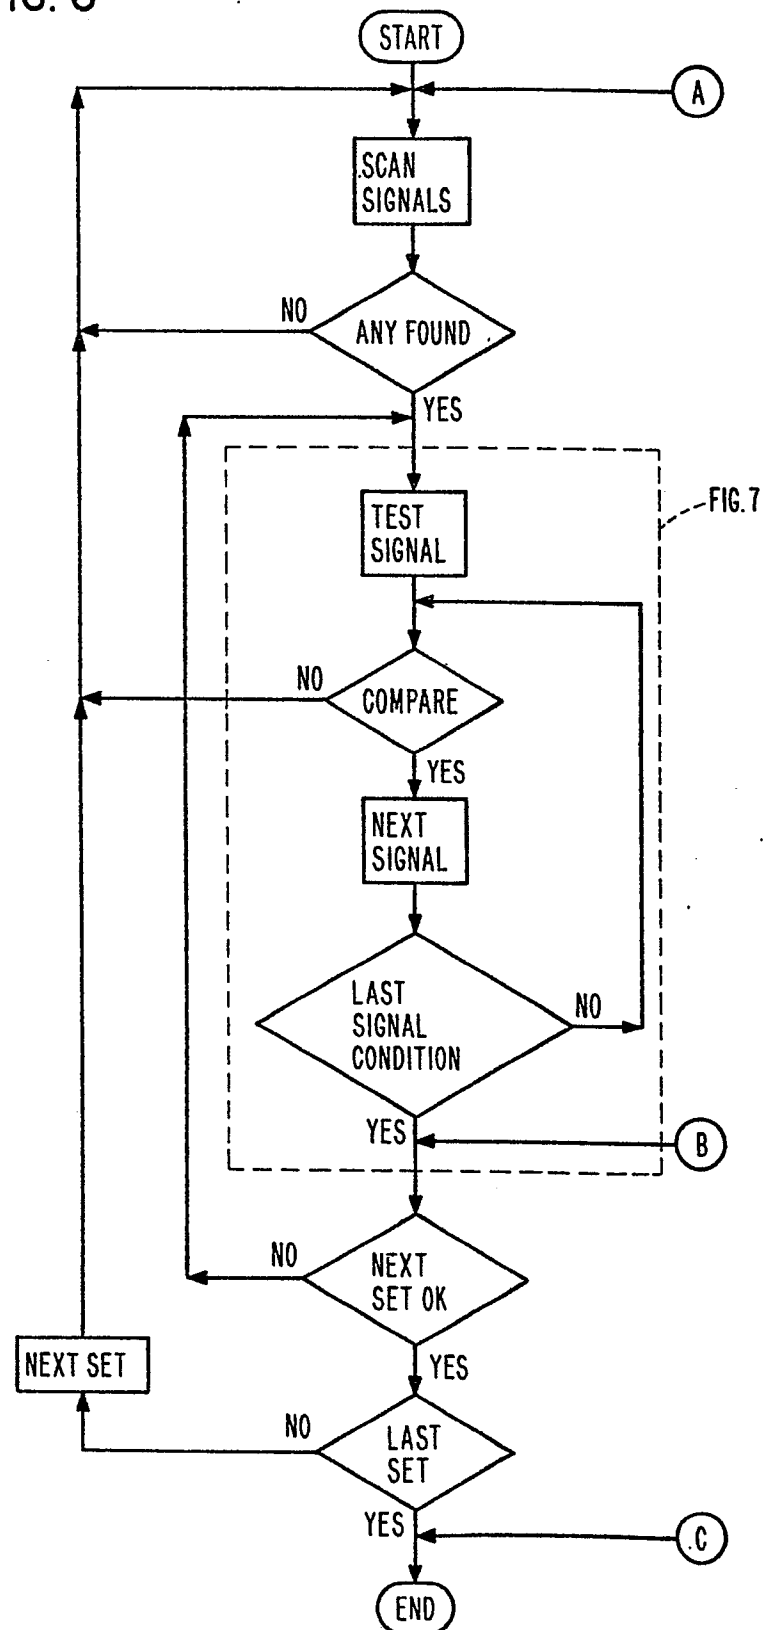 START
A
SCAN
SIGNALS
NO
ANY FOUND
YES
FIG. 7
TEST
SIGNAL
NO
COMPARE
YES
NEXT
SIGNAL
LAST
SIGNAL
CONDITION
NO
YES
B
NO
NEXT
SET OK
YES
NEXT SET
NO
LAST
SET
YES
C
END